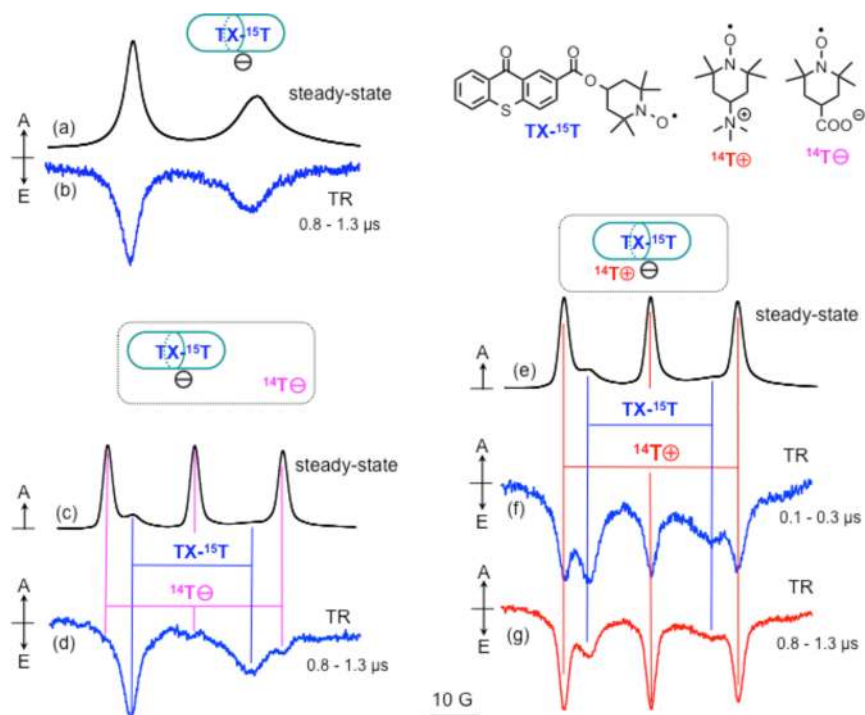 TX-¹⁵T
⊖
steady-state
A
(a)
E
(b)
TR
0.8 - 1.3 µs
O
O
O
S
N
O•
TX-¹⁵T
O•
N
N⊕
¹⁴T⊕
O•
N
COO⊖
¹⁴T⊖
TX-¹⁵T
⊖
¹⁴T⊖
steady-state
A
(c)
TX-¹⁵T
¹⁴T⊖
A
E
(d)
TR
0.8 - 1.3 µs
TX-¹⁵T
¹⁴T⊕ ⊖
steady-state
A
(e)
TX-¹⁵T
¹⁴T⊕
A
E
(f)
TR
0.1 - 0.3 µs
A
E
(g)
TR
0.8 - 1.3 µs
10 G